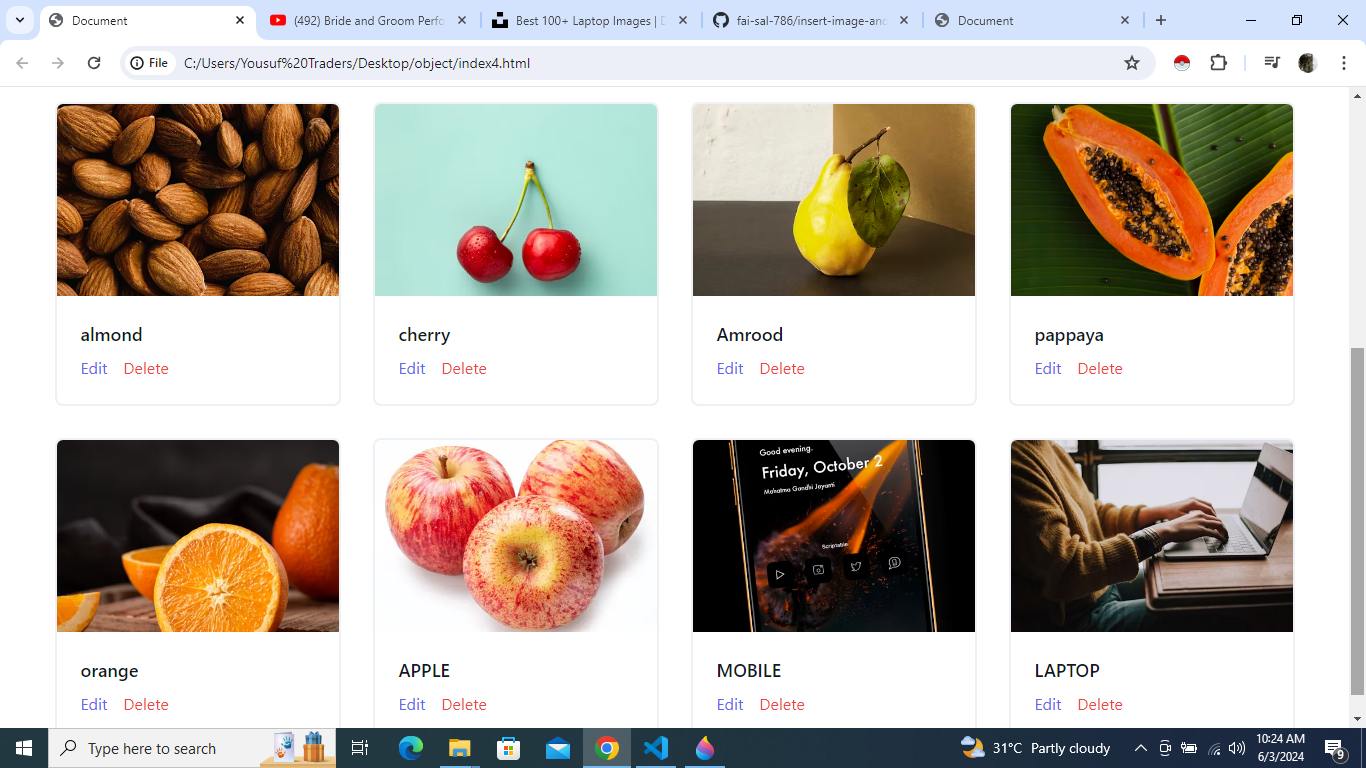 Document
(492) Bride and Groom Perfo
Best 100+ Laptop Images | D
fai-sal-786/insert-image-and
Document
File
C:/Users/Yousuf%20Traders/Desktop/object/index4.html
almond
cherry
Amrood
pappaya
Edit Delete
Edit Delete
Edit Delete
Edit Delete
Good evening.
Friday, October 2
Mahatma Gandhi Jayanti
Scriptable
orange
APPLE
MOBILE
LAPTOP
Edit Delete
Edit Delete
Edit Delete
Edit Delete
Type here to search
31°C Partly cloudy
10:24 AM
6/3/2024
9